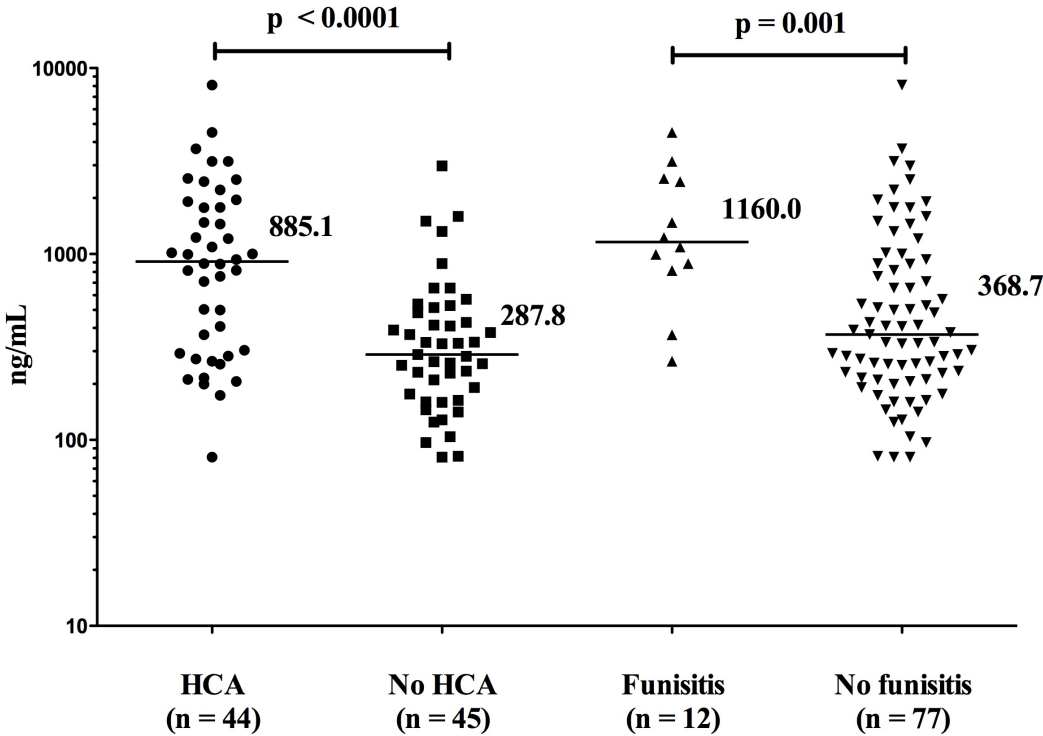 p < 0.0001
p = 0.001
10000
1000
100
10
ng/mL
885.1
287.8
1160.0
368.7
HCA
(n = 44)
No HCA
(n = 45)
Funisitis
(n = 12)
No funisitis
(n = 77)